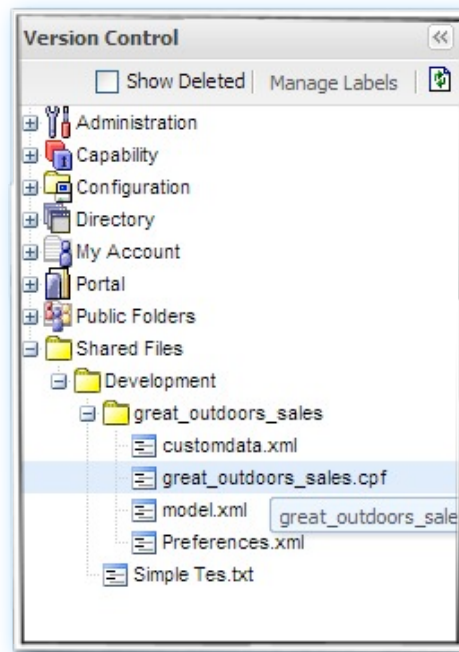 Version Control
Show Deleted Manage Labels
Administration
Capability
Configuration
Directory
My Account
Portal
Public Folders
Shared Files
Development
great_outdoors_sales
customdata.xml
great_outdoors_sales.cpf
model.xml great_outdoors_sale
Preferences.xml
Simple Tes.txt